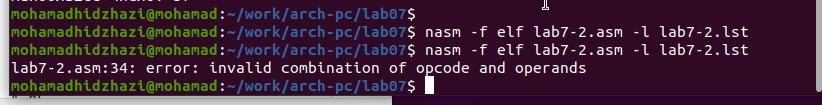 mohamadhidzhazi@mohamad:~/work/arch-pc/lab07$
mohamadhidzhazi@mohamad:~/work/arch-pc/lab07$ nasm -f elf lab7-2.asm -l lab7-2.lst
mohamadhidzhazi@mohamad:~/work/arch-pc/lab07$ nasm -f elf lab7-2.asm -l lab7-2.lst
lab7-2.asm:34: error: invalid combination of opcode and operands
mohamadhidzhazi@mohamad:~/work/arch-pc/lab07$